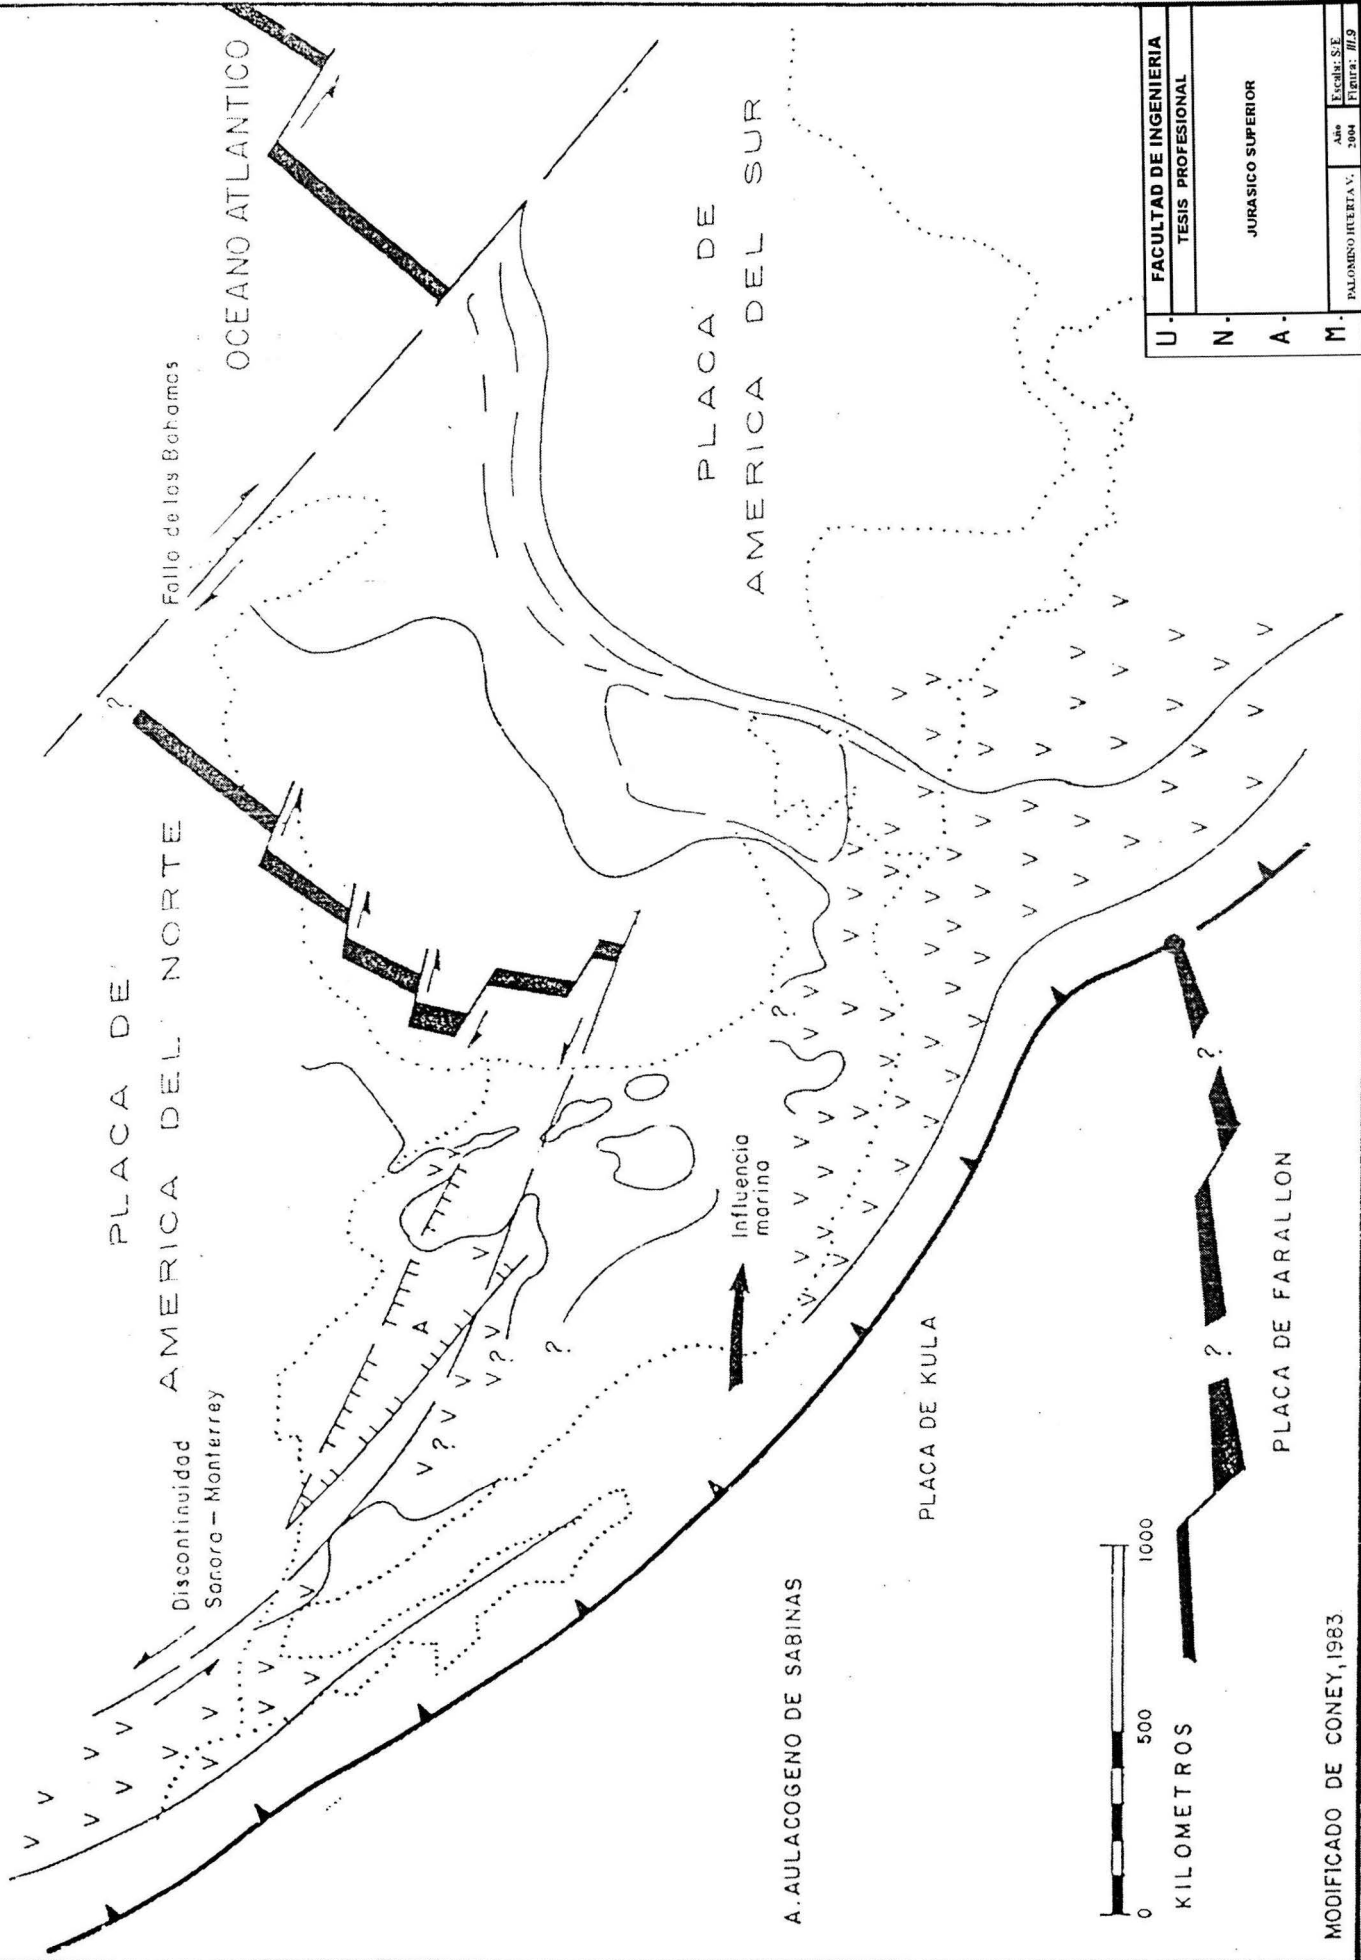 OCEANO ATLANTICO
Falla de las Bahamas
PLACA DE
AMERICA DEL NORTE
PLACA DE
AMERICA DEL SUR
Discontinuidad
Sonora - Monterrey
?
A
?
?
?
?
Influencia
marina
PLACA DE KULA
?
?
PLACA DE FARALLON
A. AULACOGENO DE SABINAS
0 500 1000
KILOMETROS
MODIFICADO DE CONEY, 1983
U. N. A. M.
FACULTAD DE INGENIERIA
TESIS PROFESIONAL
JURASICO SUPERIOR
PALOMINO HUERTA V.
Año
2004
Escala: S/E
Figura: III.9